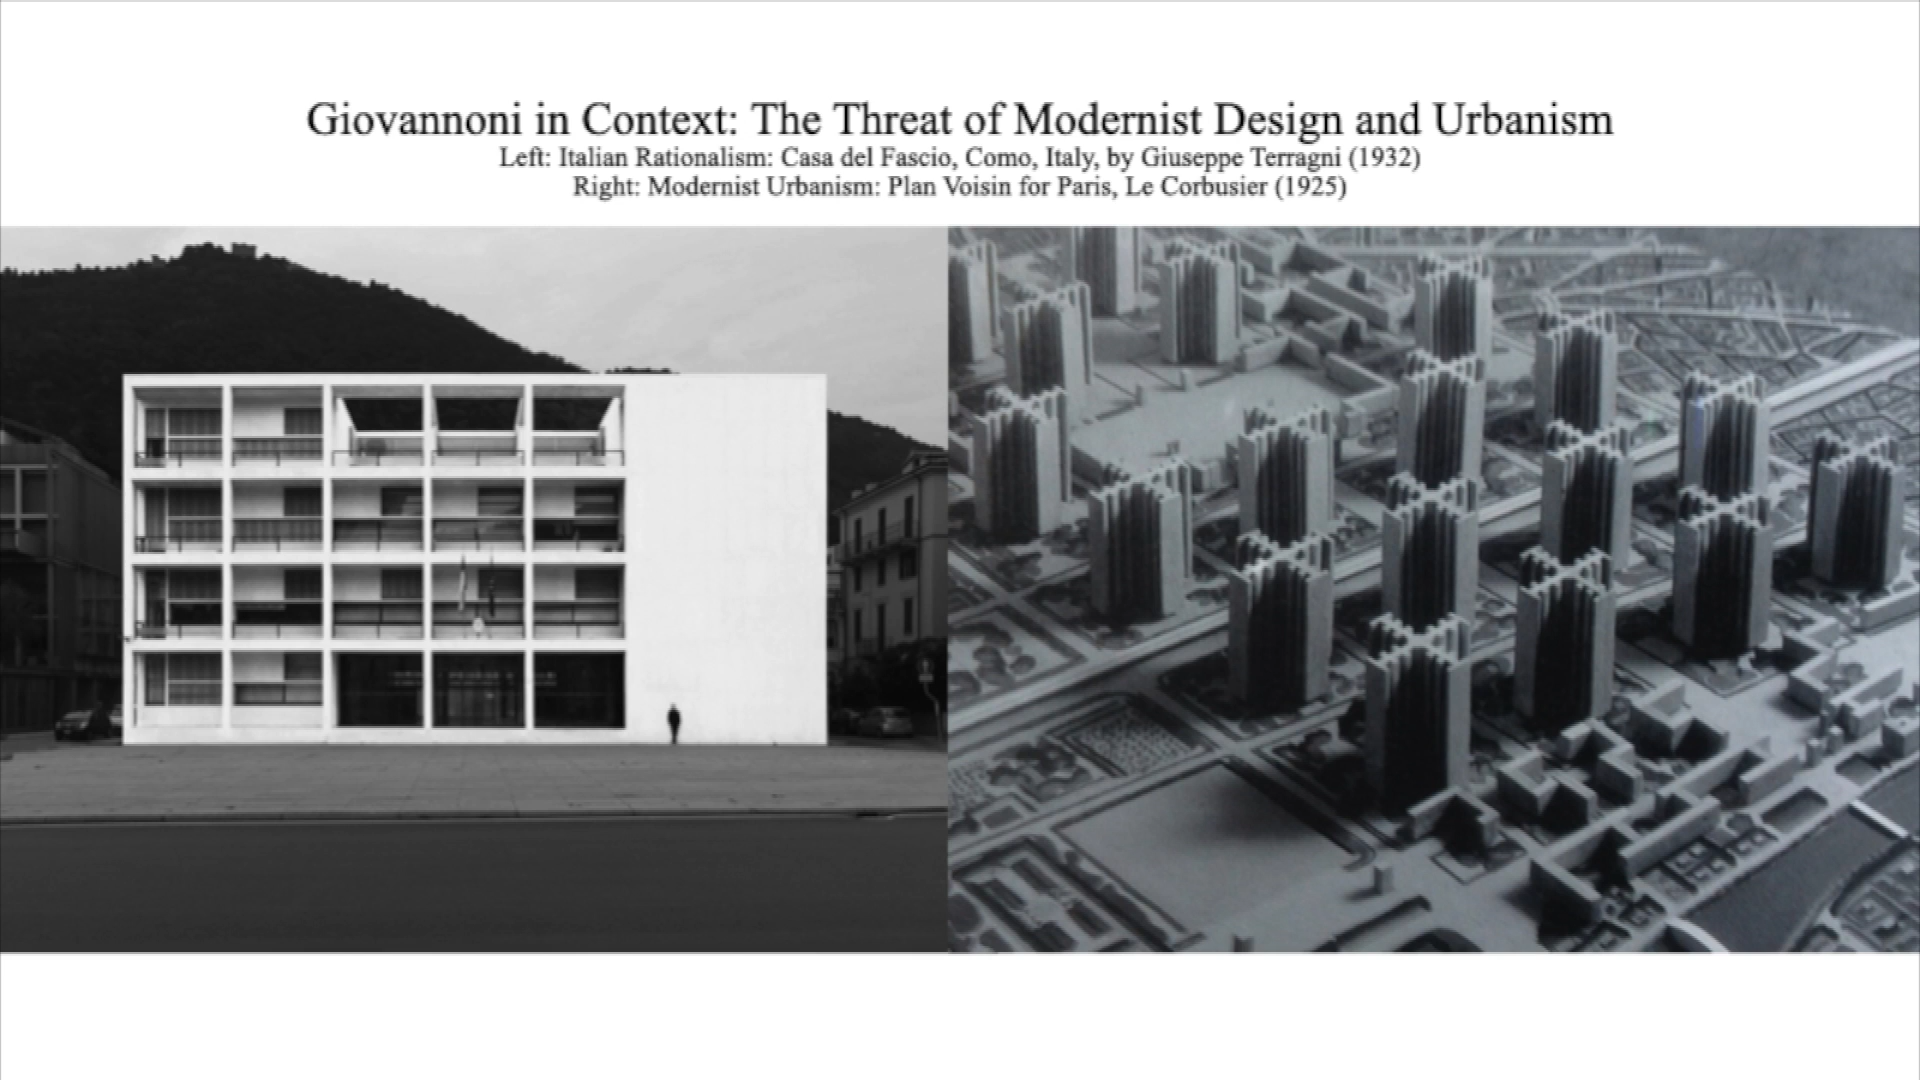 Giovannoni in Context: The Threat of Modernist Design and Urbanism
Left: Italian Rationalism: Casa del Fascio, Como, Italy, by Giuseppe Terragni (1932)
Right: Modernist Urbanism: Plan Voisin for Paris, Le Corbusier (1925)